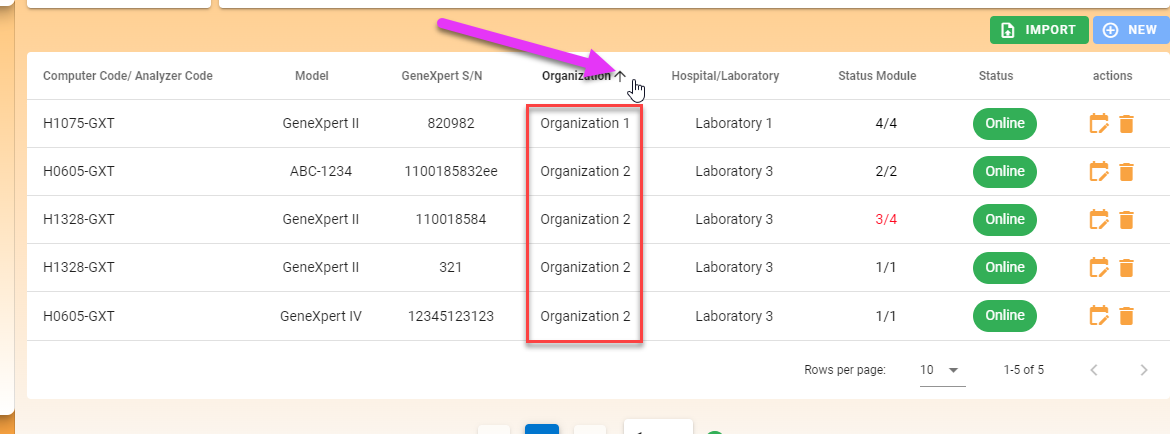 IMPORT NEW
Computer Code/ Analyzer Code Model GeneXpert S/N Organization Hospital/Laboratory Status Module Status actions
H1075-GXT GeneXpert II 820982 Organization 1 Laboratory 1 4/4 Online
H0605-GXT ABC-1234 1100185832ee Organization 2 Laboratory 3 2/2 Online
H1328-GXT GeneXpert II 110018584 Organization 2 Laboratory 3 3/4 Online
H1328-GXT GeneXpert II 321 Organization 2 Laboratory 3 1/1 Online
H0605-GXT GeneXpert IV 12345123123 Organization 2 Laboratory 3 1/1 Online
Rows per page: 10 1-5 of 5